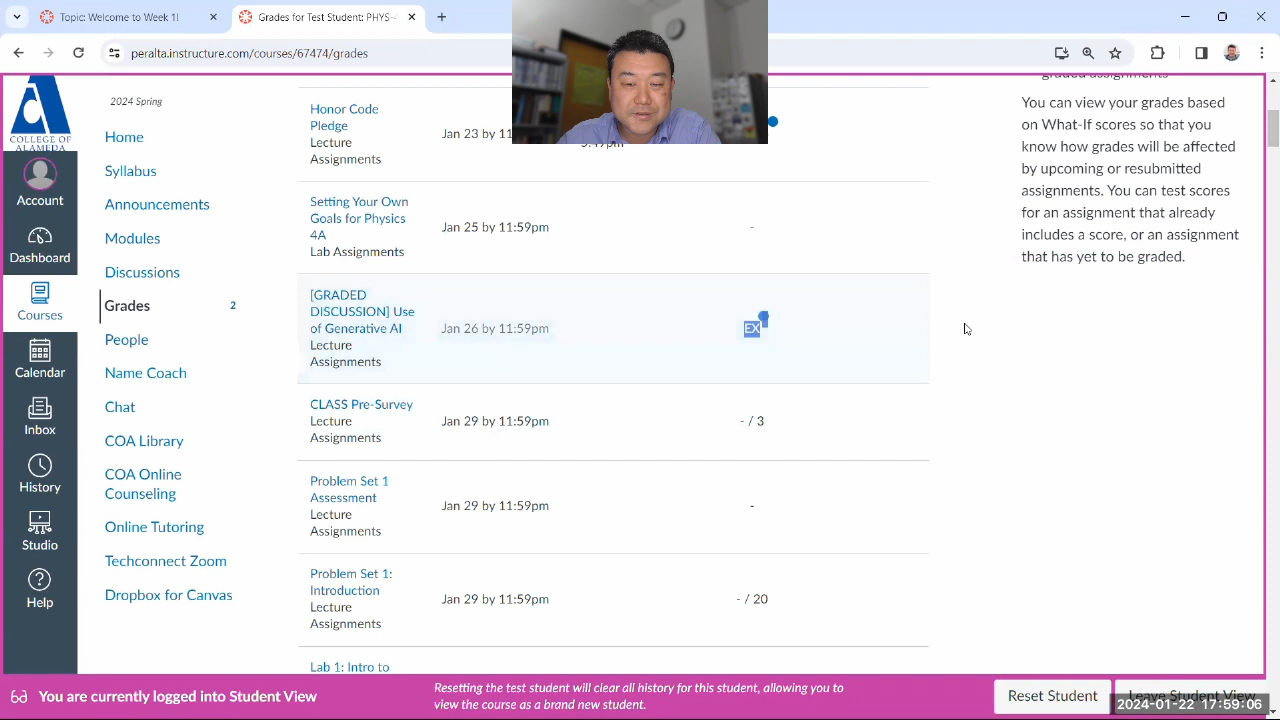 peralta.instructure.com/courses/67474/grades
COLLEGE OF
ALAMEDA
Account
Dashboard
Courses
Calendar
Inbox
History
Studio
Help
2024 Spring
Home
Syllabus
Announcements
Modules
Discussions
Grades 2
People
Name Coach
Chat
COA Library
COA Online
Counseling
Online Tutoring
Techconnect Zoom
Dropbox for Canvas
Honor Code
Pledge
Lecture
Assignments
Jan 23 by 11
Setting Your Own
Goals for Physics
4A
Lab Assignments
Jan 25 by 11:59pm
-
[GRADED
DISCUSSION] Use
of Generative AI
Lecture
Assignments
Jan 26 by 11:59pm
EX
CLASS Pre-Survey
Lecture
Assignments
Jan 29 by 11:59pm
- / 3
Problem Set 1
Assessment
Lecture
Assignments
Jan 29 by 11:59pm
-
Problem Set 1:
Introduction
Lecture
Assignments
Jan 29 by 11:59pm
- / 20
Lab 1: Intro to
graded assignments
You can view your grades based
on What-If scores so that you
know how grades will be affected
by upcoming or resubmitted
assignments. You can test scores
for an assignment that already
includes a score, or an assignment
that has yet to be graded.
You are currently logged into Student View
Resetting the test student will clear all history for this student, allowing you to
view the course as a brand new student.
Reset Student
Leave Student View
2024-01-22 17:59:06